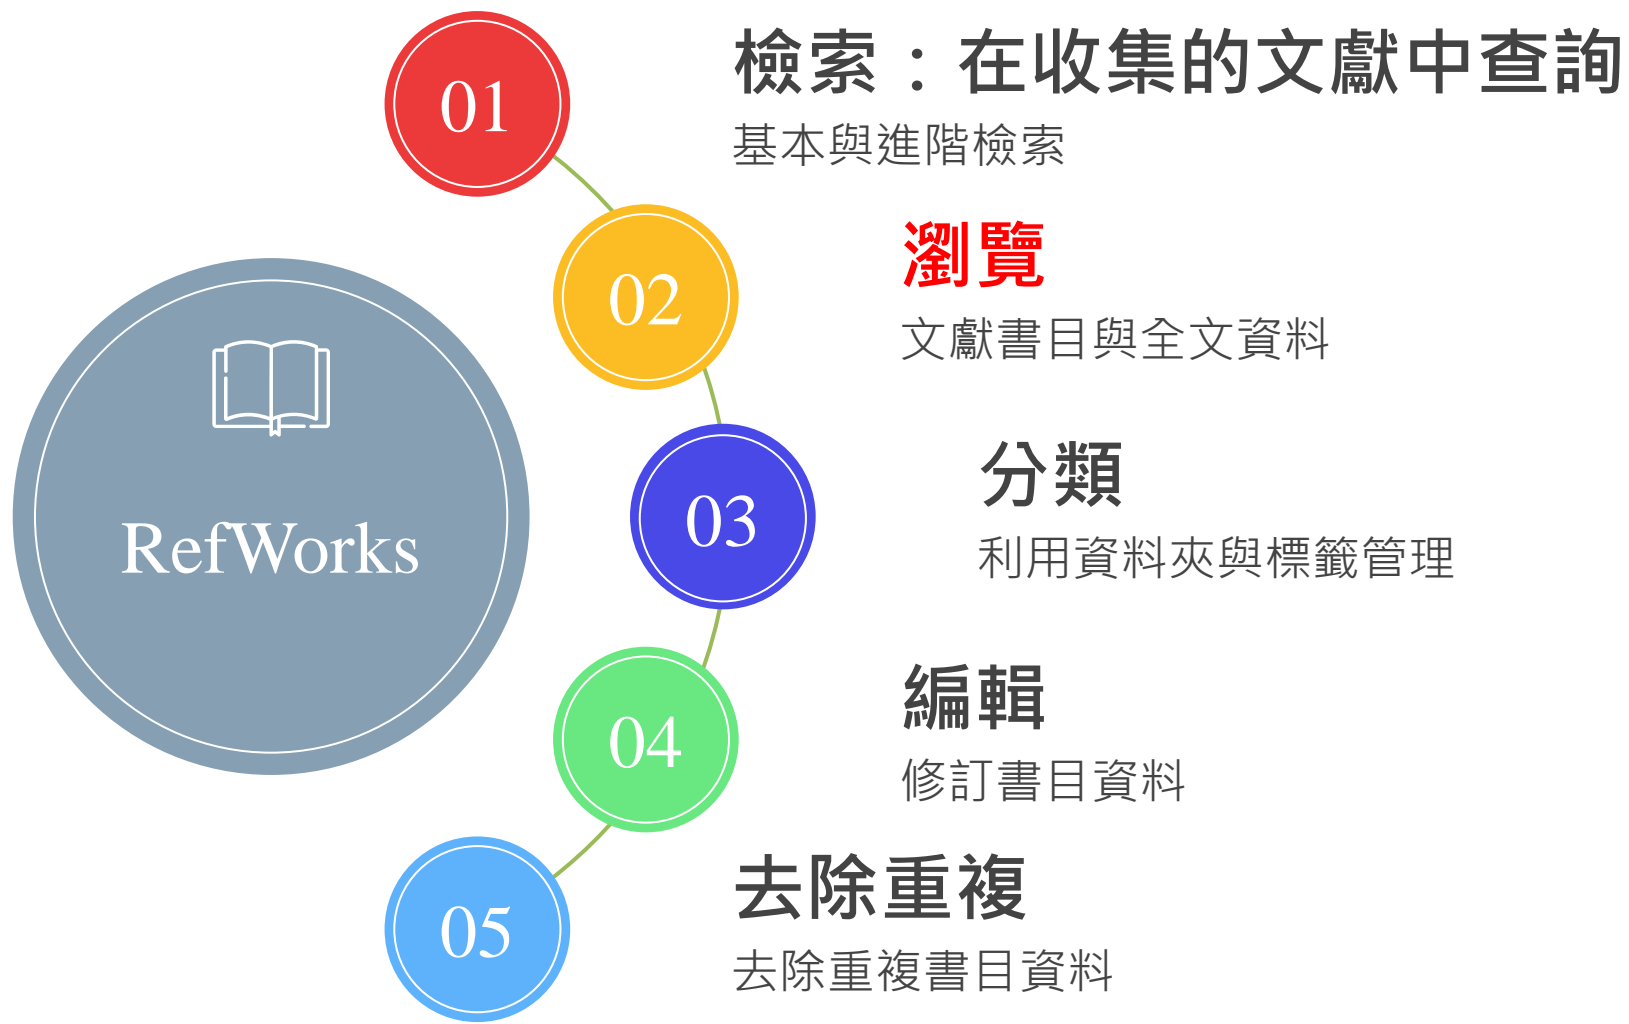 RefWorks
01
檢索：在收集的文獻中查詢
基本與進階檢索
02
瀏覽
文獻書目與全文資料
03
分類
利用資料夾與標籤管理
04
編輯
修訂書目資料
05
去除重複
去除重複書目資料